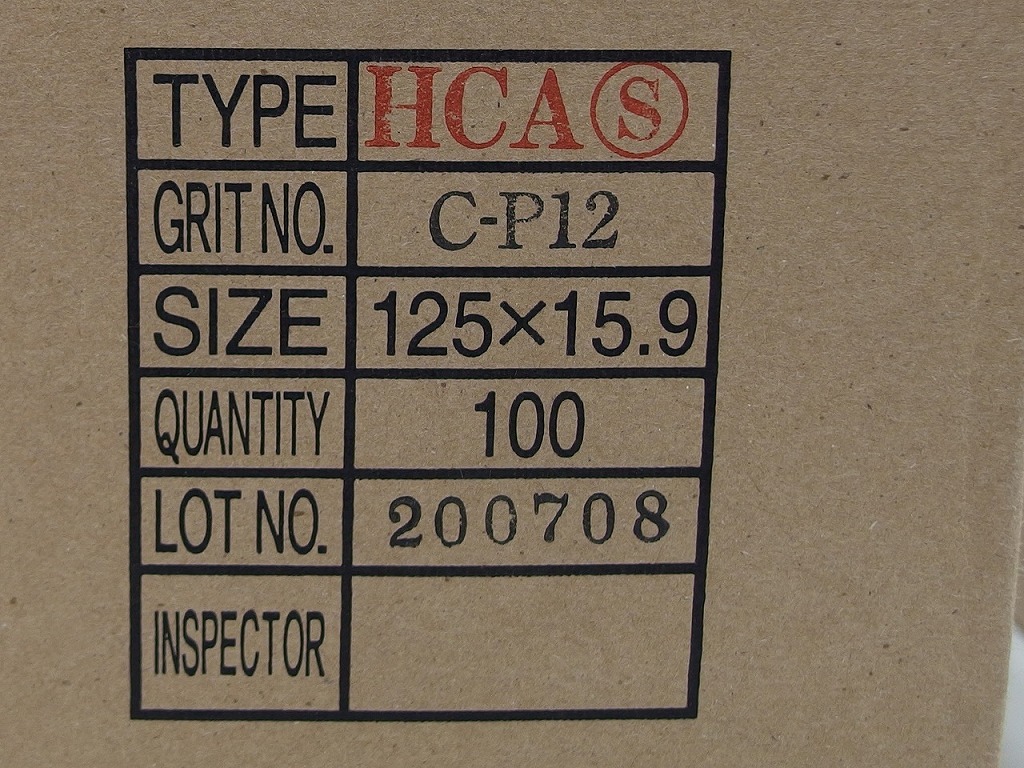 TYPE HCA Ⓢ
GRIT NO. C-P12
SIZE 125×15.9
QUANTITY 100
LOT NO. 200708
INSPECTOR